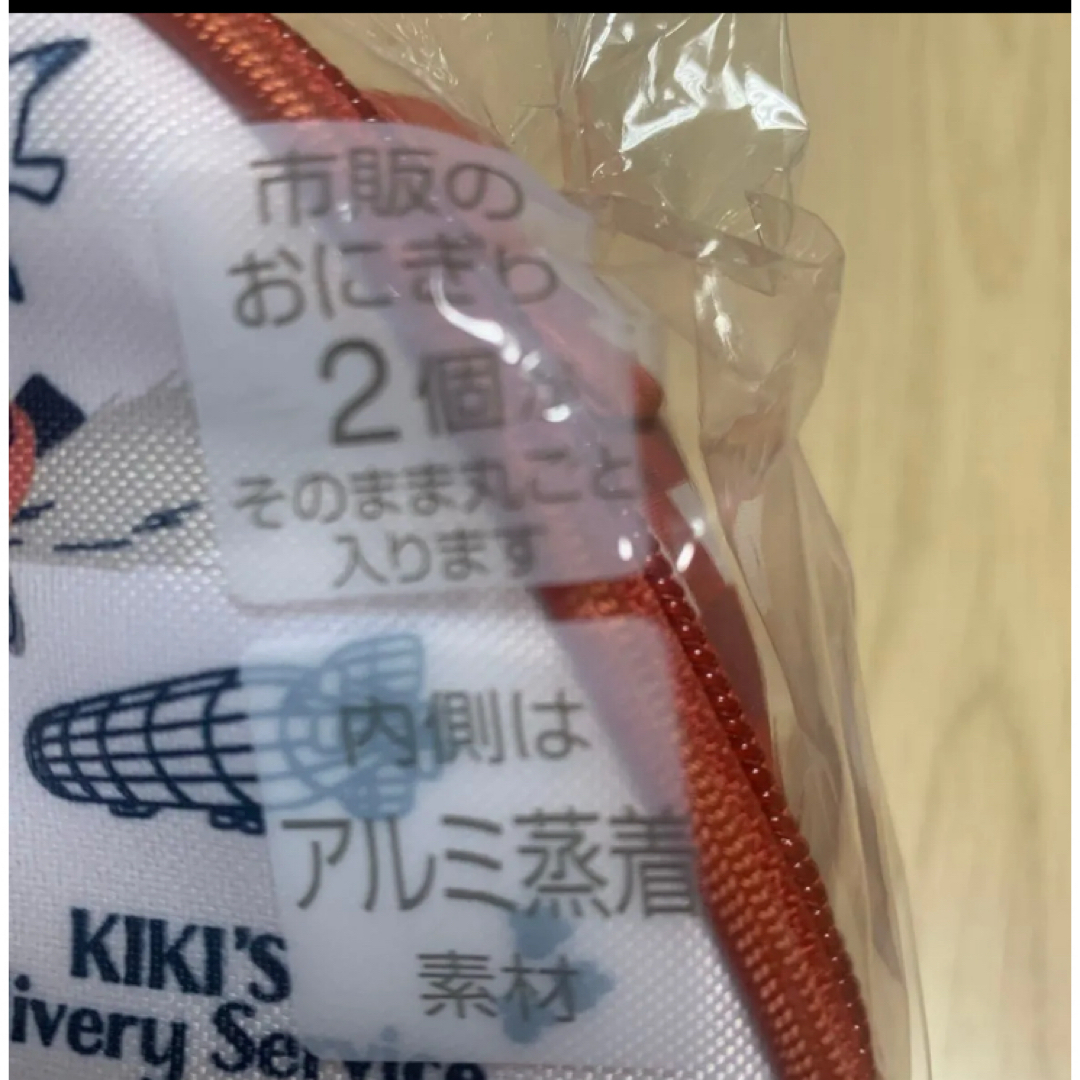 市販の
おにぎり
2個が
そのまま丸ごと
入ります
内側は
アルミ蒸着
素材
KIKI'S
ivery Service